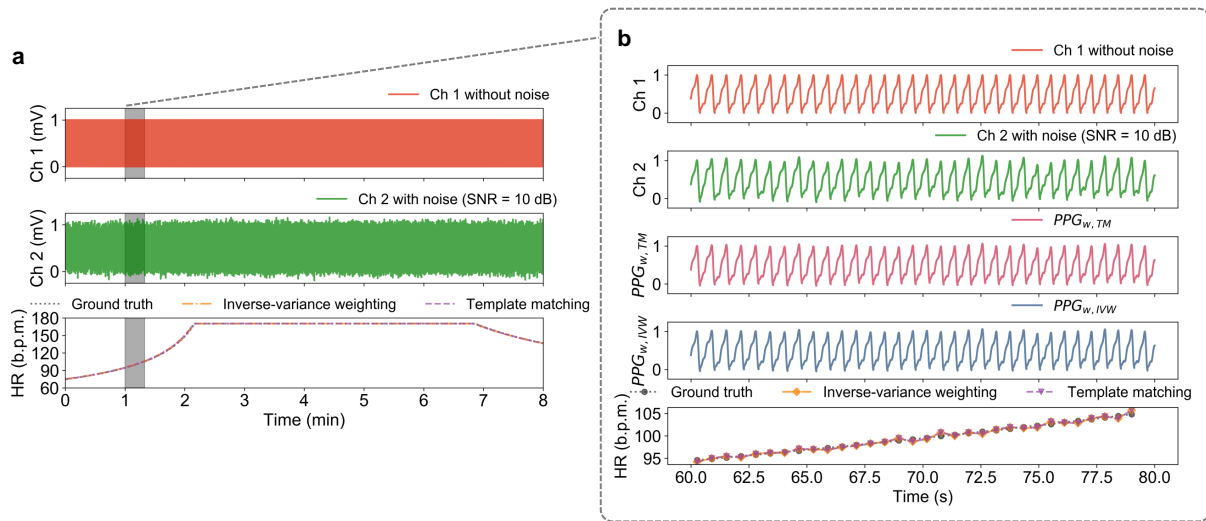 a
Ch 1 without noise
Ch 1 (mV)
1
0
Ch 2 with noise (SNR = 10 dB)
Ch 2 (mV)
1
0
Ground truth Inverse-variance weighting Template matching
HR (b.p.m.)
180
150
120
90
60
0 1 2 3 4 5 6 7 8
Time (min)
b
Ch 1 without noise
Ch 1
1
0
Ch 2 with noise (SNR = 10 dB)
Ch 2
1
0
PPG_{w, TM}
PPG_{w, TM}
1
0
PPG_{w, IVW}
PPG_{w, IVW}
1
0
Ground truth Inverse-variance weighting Template matching
HR (b.p.m.)
105
100
95
60.0 62.5 65.0 67.5 70.0 72.5 75.0 77.5 80.0
Time (s)